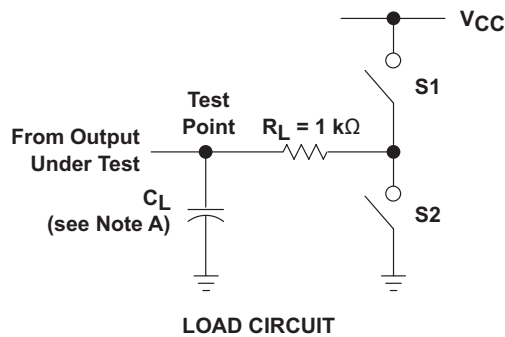 VCC
S1
Test
Point
RL = 1 kΩ
From Output
Under Test
CL
(see Note A)
S2
LOAD CIRCUIT